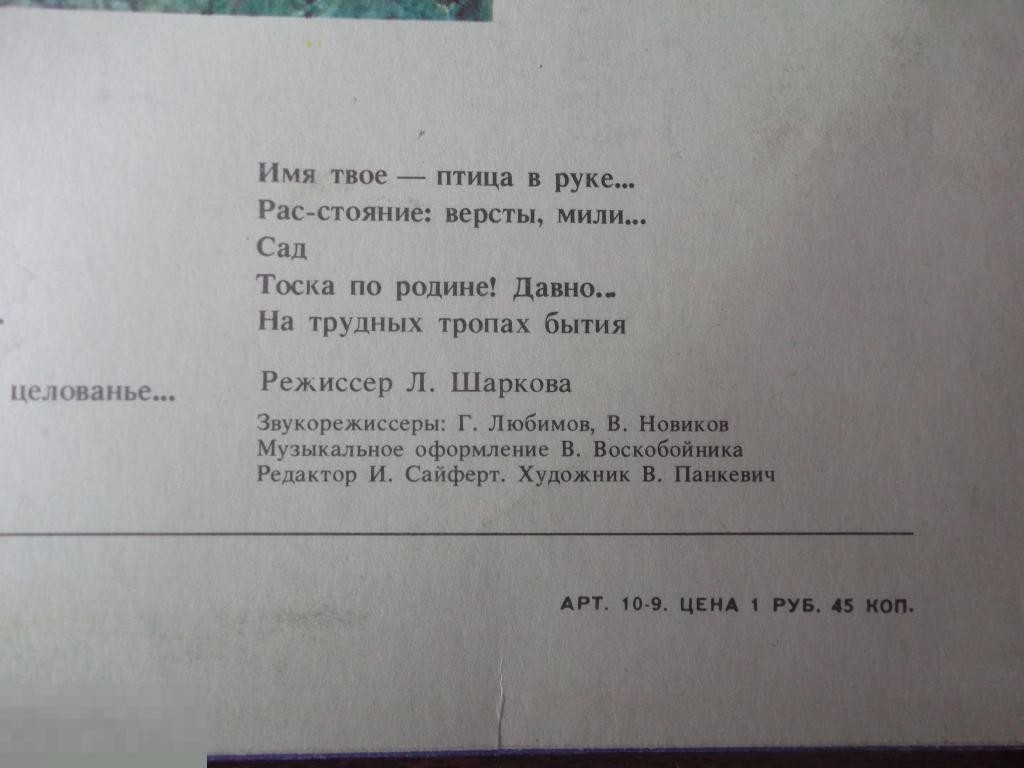 Имя твое — птица в руке...
Рас-стояние: версты, мили...
Сад
Тоска по родине! Давно...
На трудных тропах бытия
целованье...
Режиссер Л. Шаркова
Звукорежиссеры: Г. Любимов, В. Новиков
Музыкальное оформление В. Воскобойника
Редактор И. Сайферт. Художник В. Панкевич
АРТ. 10-9. ЦЕНА 1 РУБ. 45 КОП.